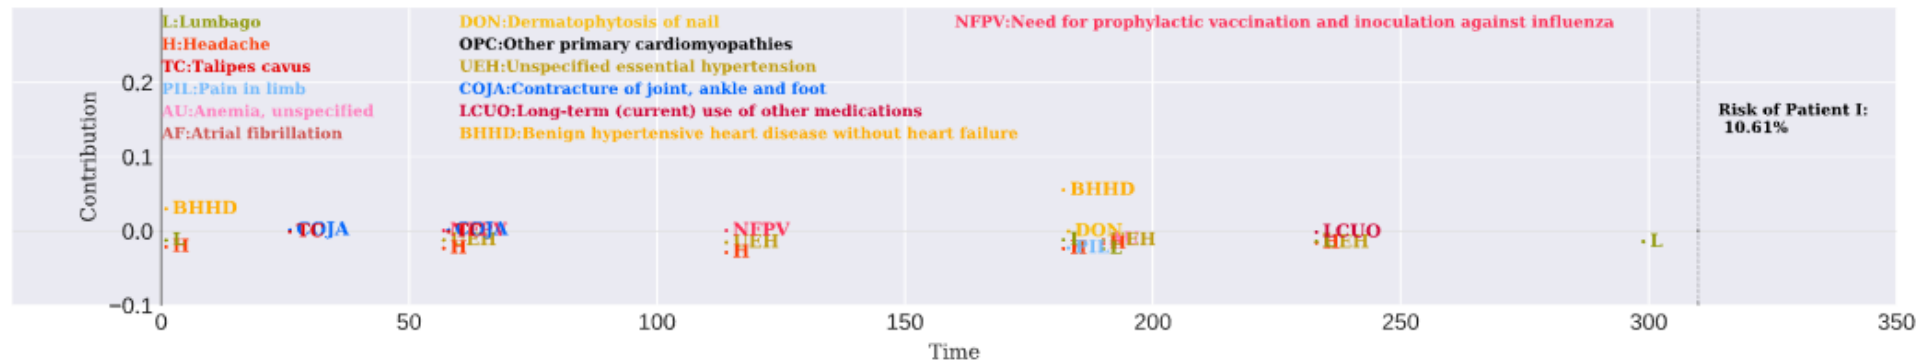 L:Lumbago DON:Dermatophytosis of nail NFPV:Need for prophylactic vaccination and inoculation against influenza
H:Headache OPC:Other primary cardiomyopathies
TC:Talipes cavus UEH:Unspecified essential hypertension
PIL:Pain in limb COJA:Contracture of joint, ankle and foot
AU:Anemia, unspecified LCUO:Long-term (current) use of other medications
AF:Atrial fibrillation BHHD:Benign hypertensive heart disease without heart failure
Risk of Patient I:
10.61%
Contribution
0.2
0.1
0.0
−0.1
BHHD
L
H
COJA
COJA
H
NFPV
UEH
H
BHHD
DON
H
PIL
L
H
UEH
LCUO
H
UEH
L
0 50 100 150 200 250 300 350
Time